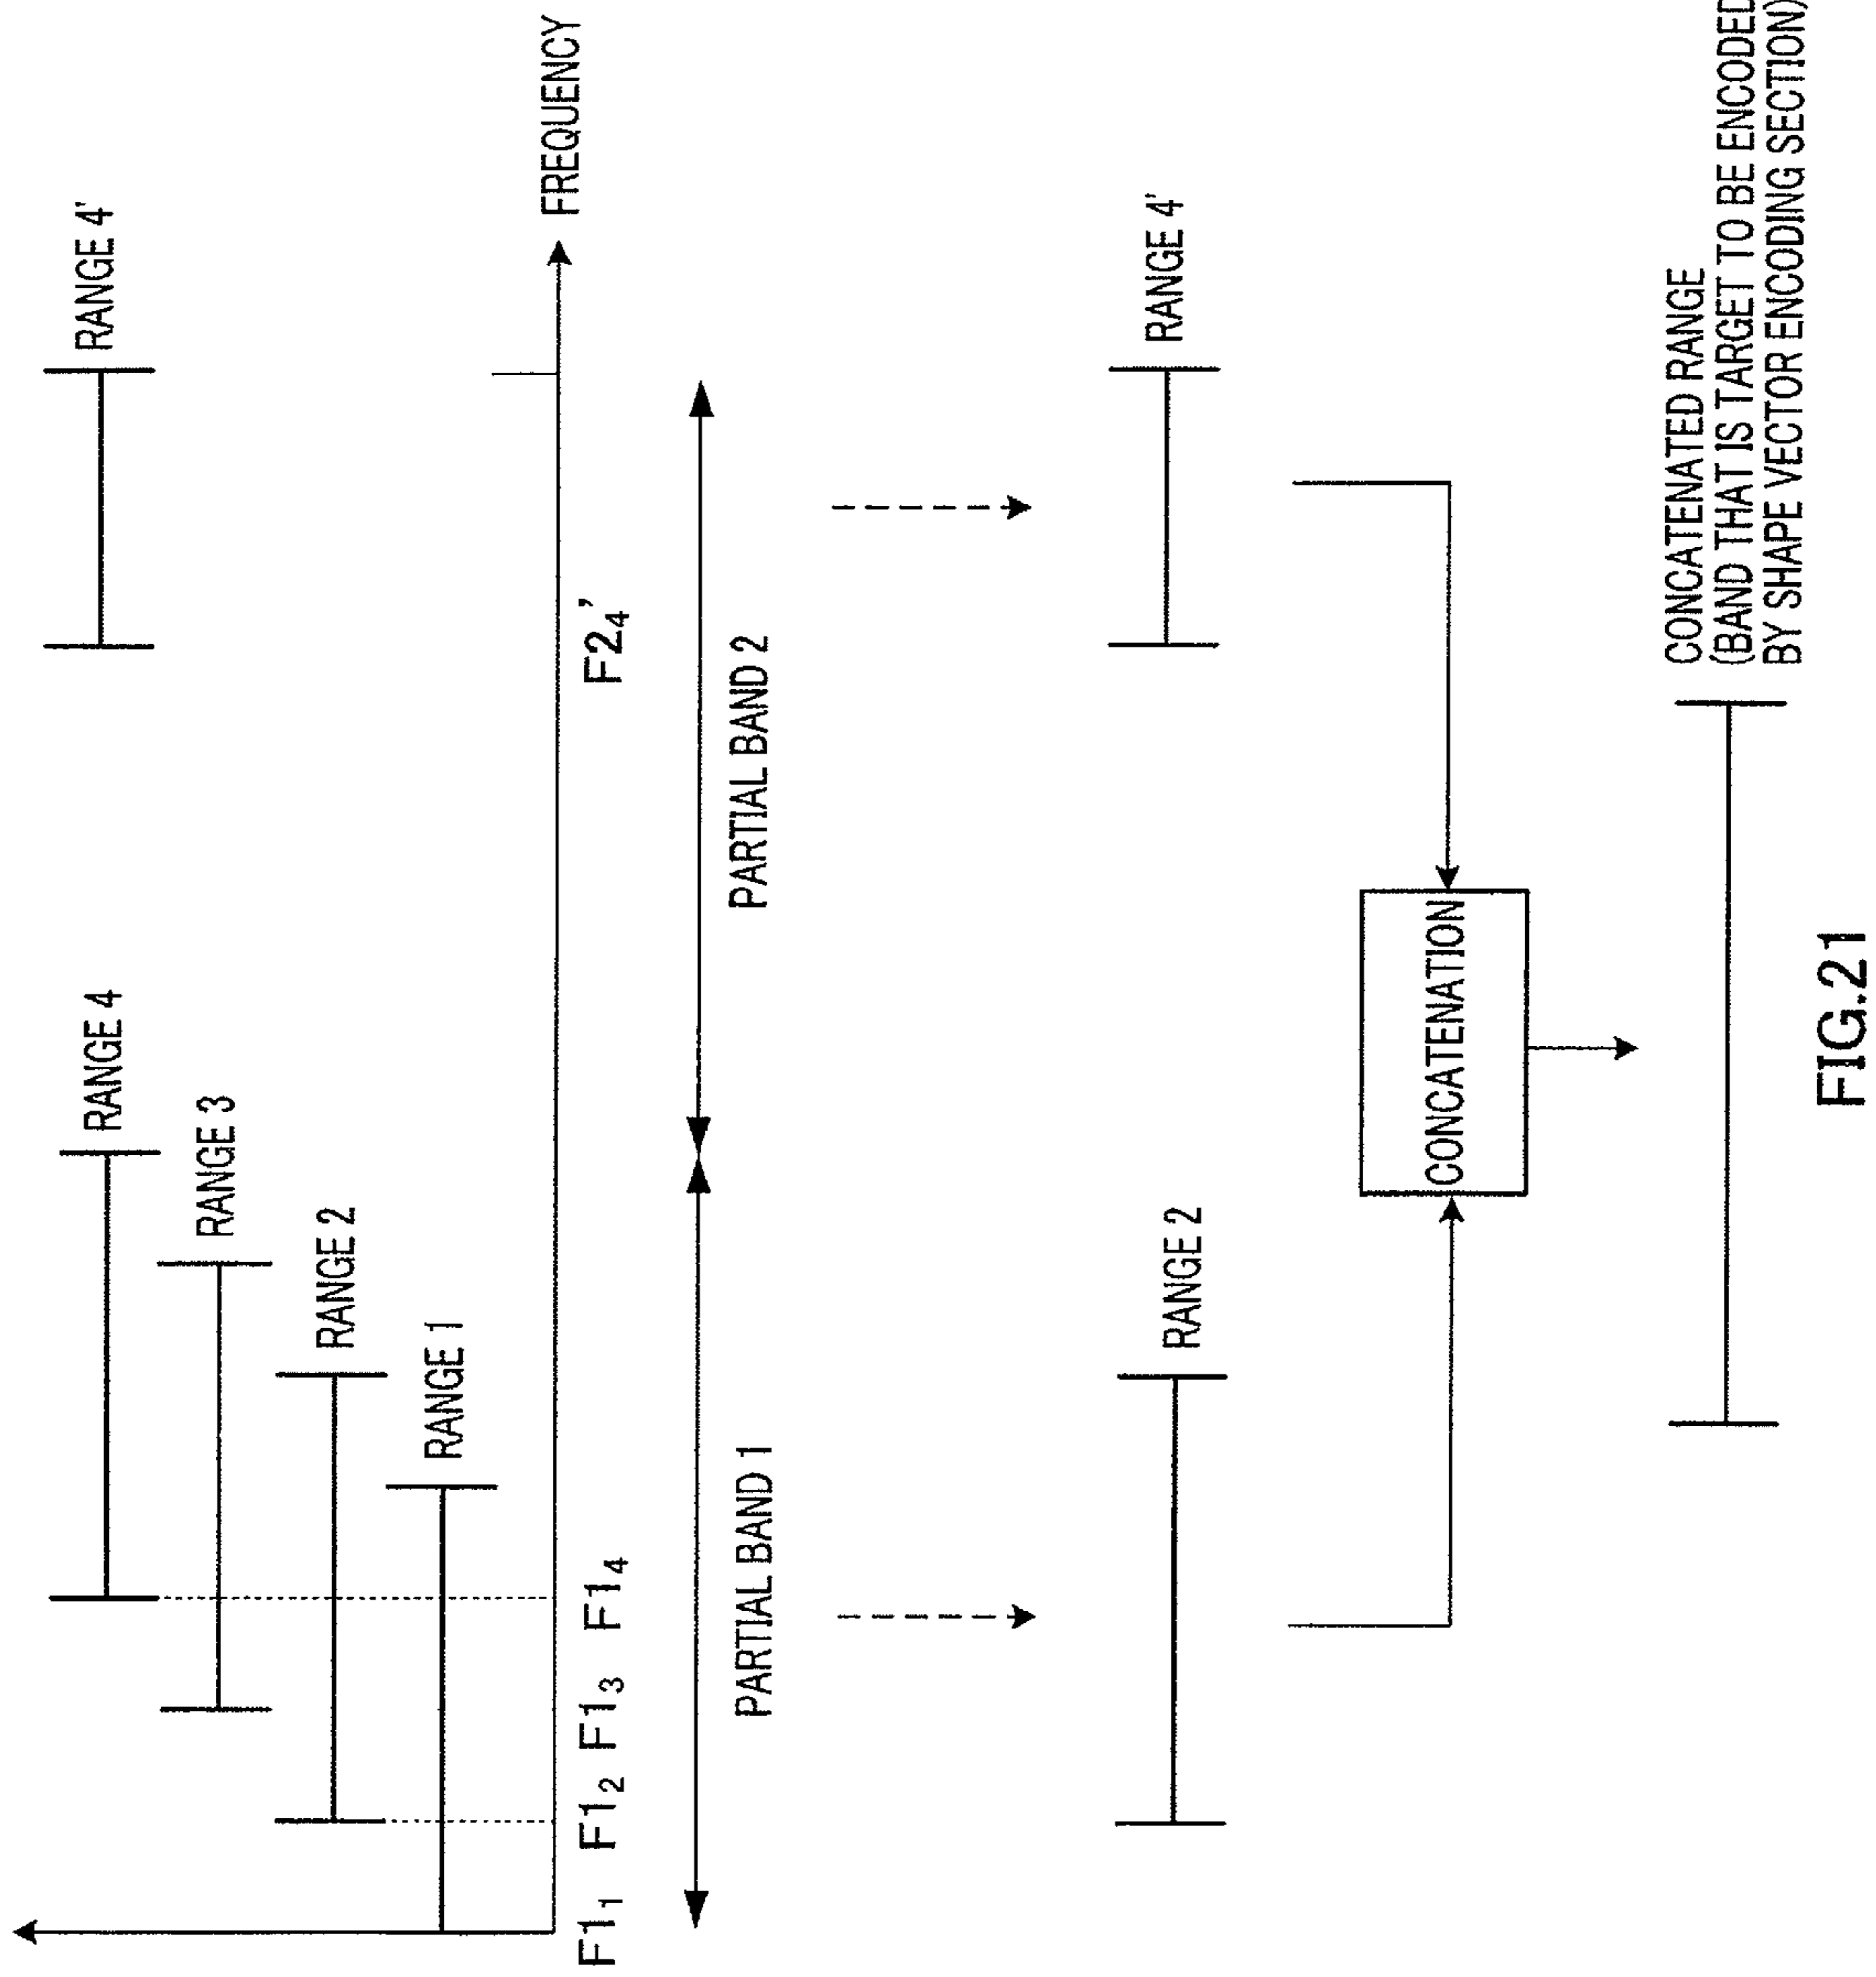 RANGE 4
RANGE 4'
RANGE 3
RANGE 2
RANGE 1
FREQUENCY
F1₁ F1₂ F1₃ F1₄ F2₄'
PARTIAL BAND 1
PARTIAL BAND 2
RANGE 2
RANGE 4'
CONCATENATION
CONCATENATED RANGE
(BAND THAT IS TARGET TO BE ENCODED
BY SHAPE VECTOR ENCODING SECTION)
FIG.21